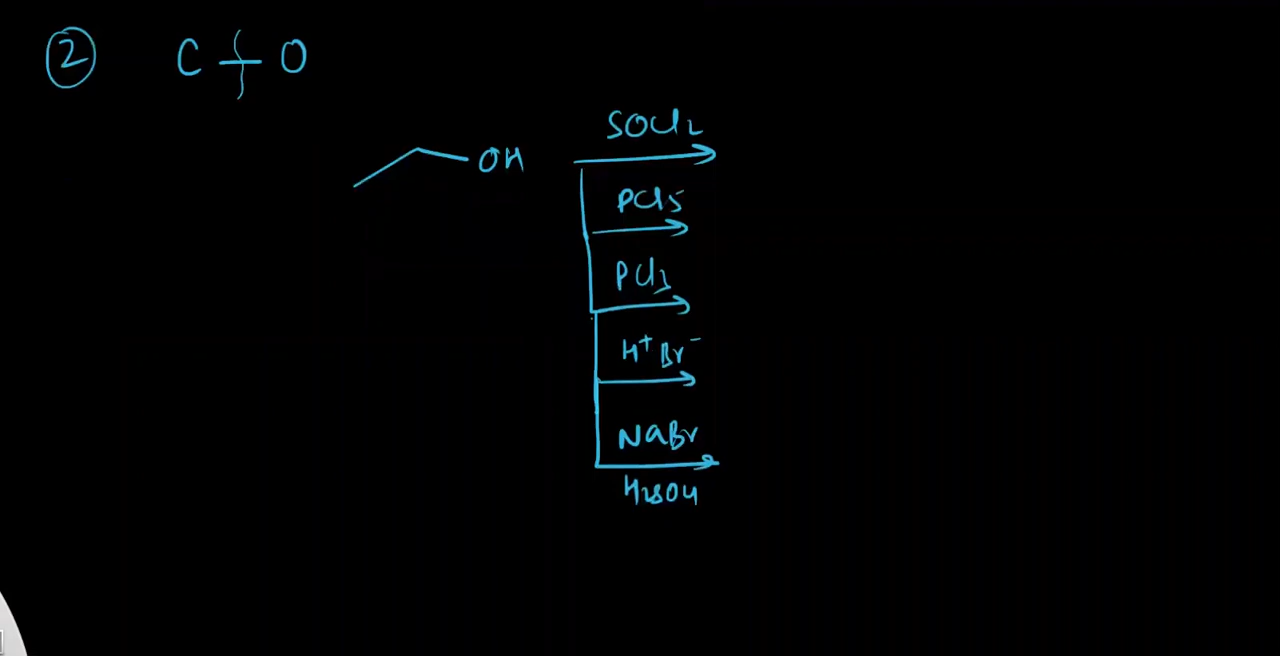 ② C-O
OH
SOCl2
PCl5
PCl3
H+ Br-
NaBr
H2SO4